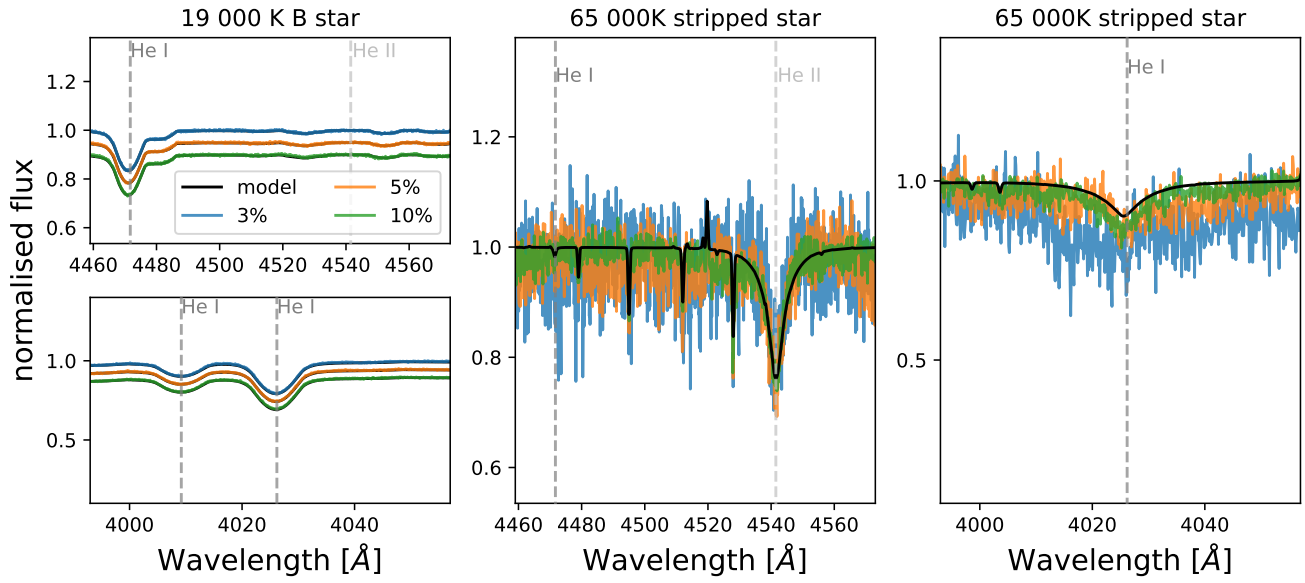 19 000 K B star
65 000K stripped star
65 000K stripped star
normalised flux
He I
He II
1.2
1.0
0.8
0.6
model
3%
5%
10%
4460 4480 4500 4520 4540 4560
He I
He I
1.0
0.5
4000 4020 4040
Wavelength [Å]
He I
He II
1.2
1.0
0.8
0.6
4460 4480 4500 4520 4540 4560
Wavelength [Å]
He I
1.0
0.5
4000 4020 4040
Wavelength [Å]